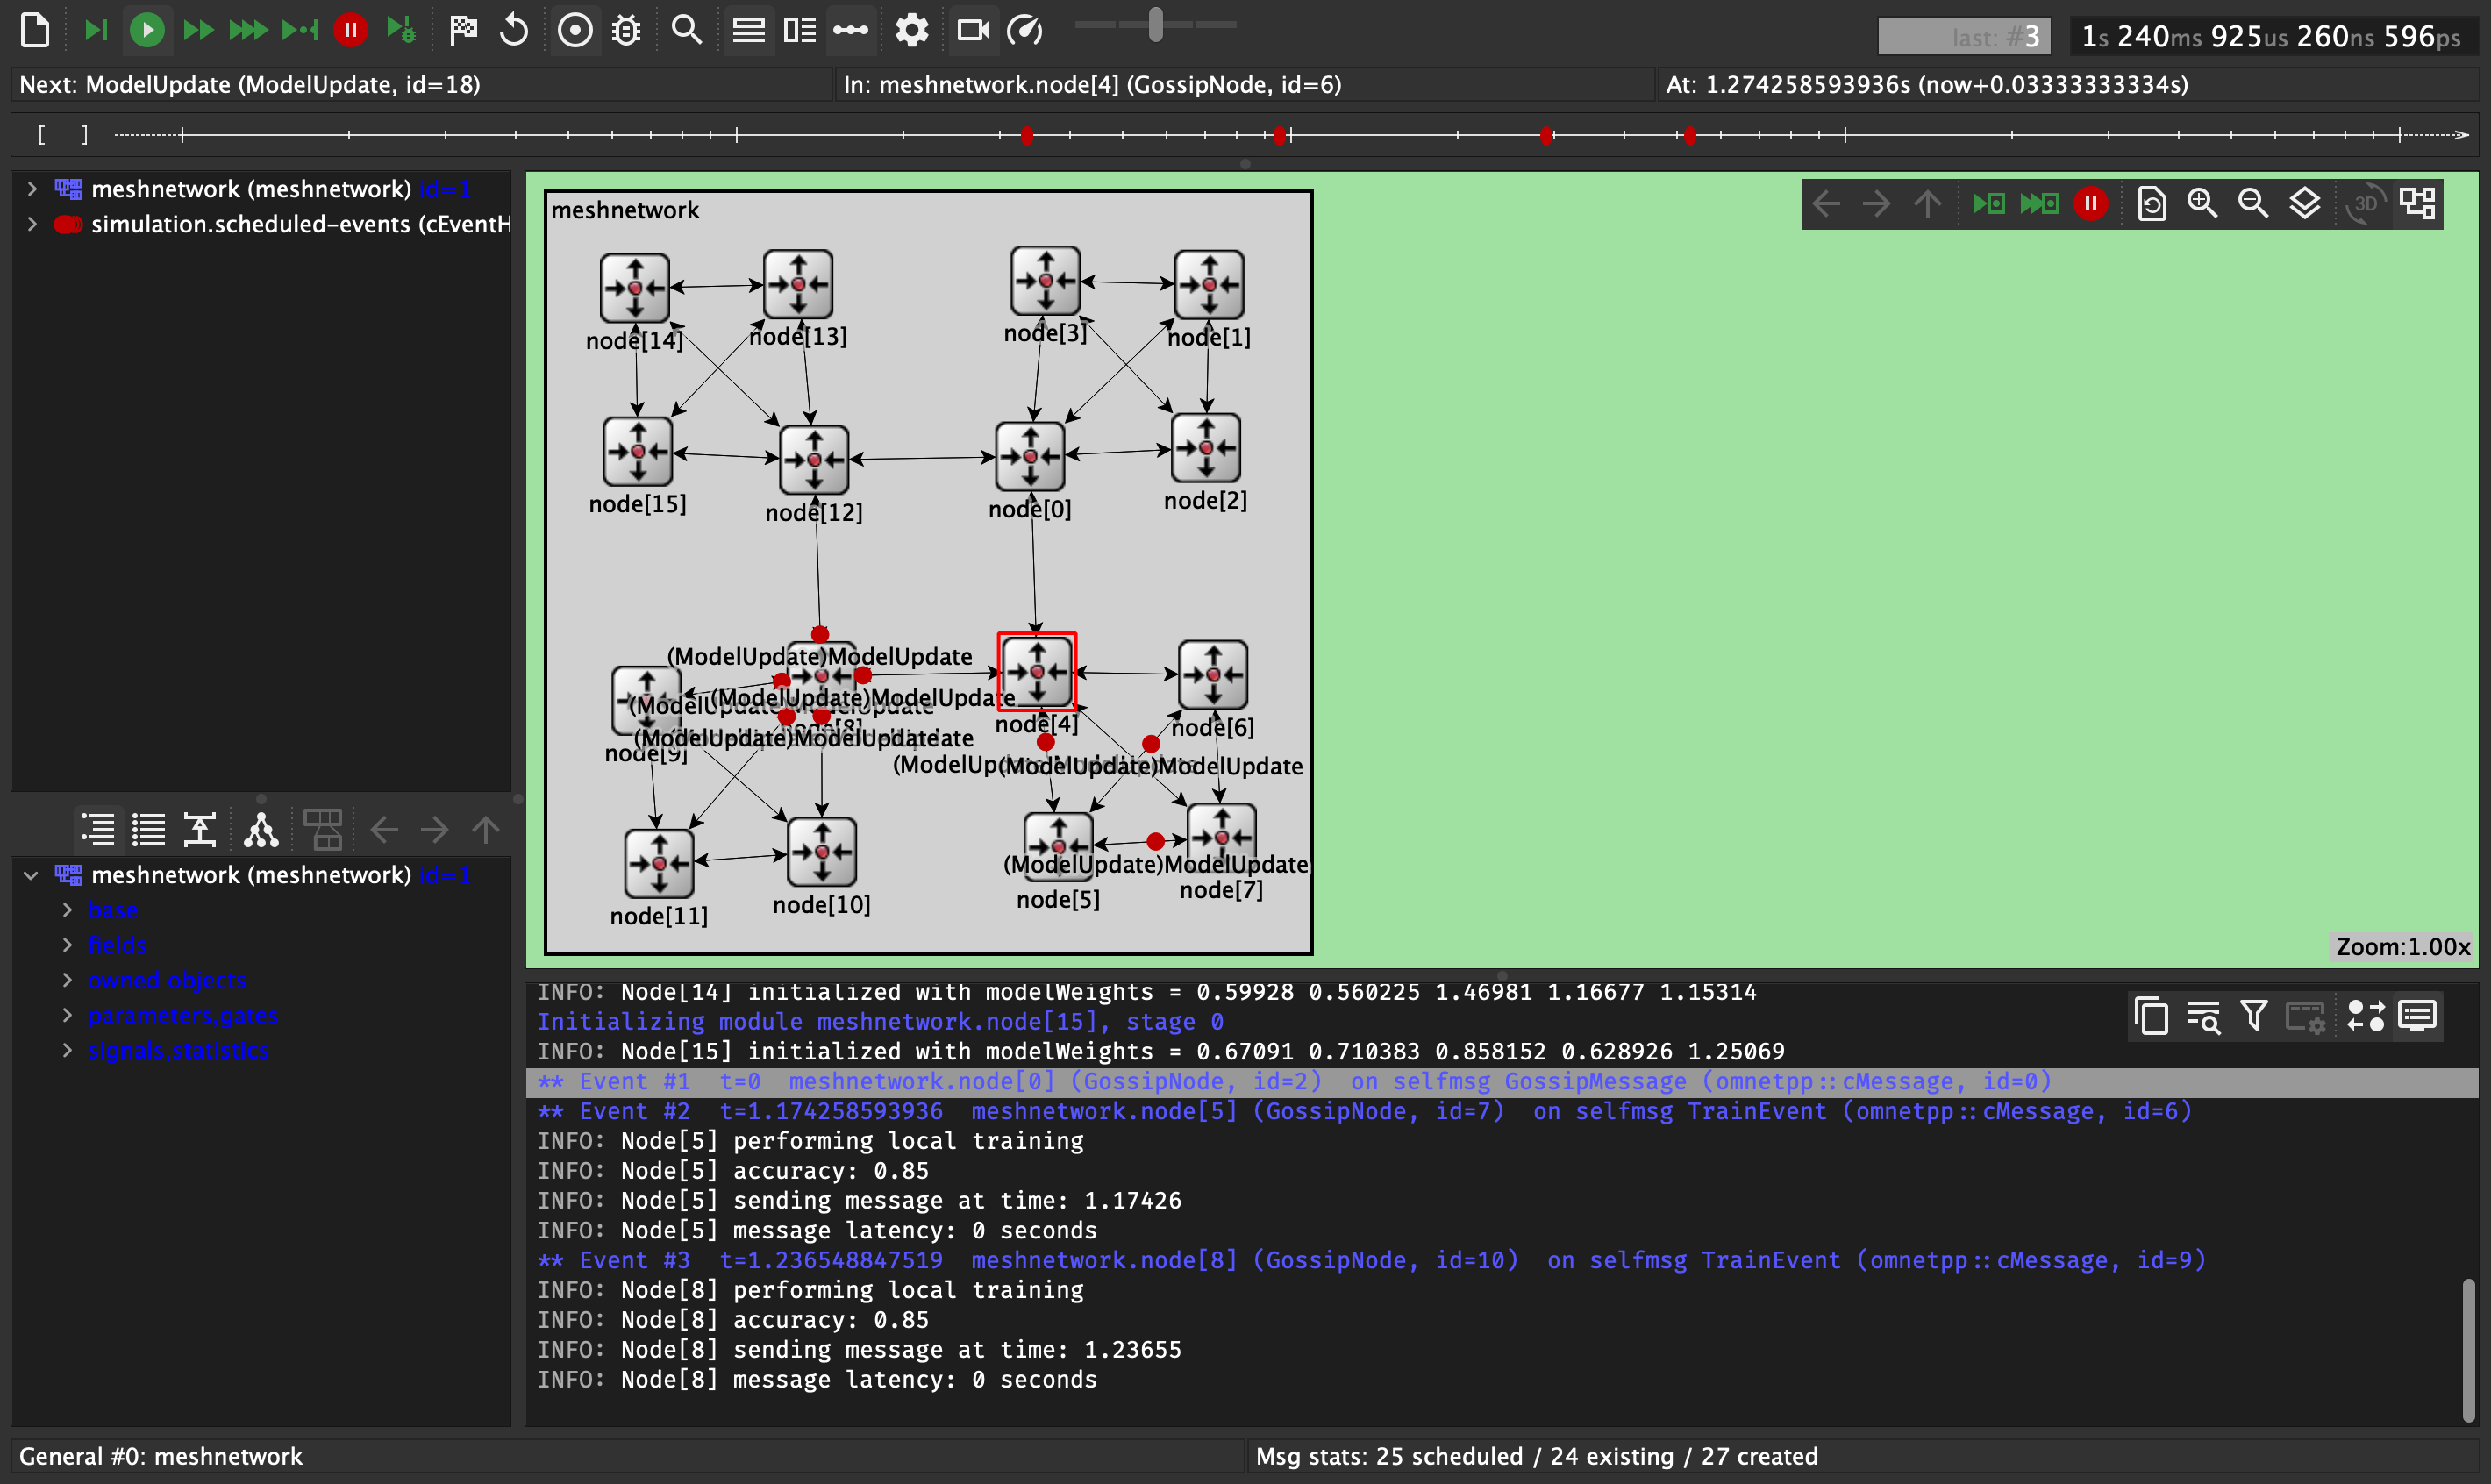 last: #3
1s 240ms 925us 260ns 596ps
Next: ModelUpdate (ModelUpdate, id=18)
In: meshnetwork.node[4] (GossipNode, id=6)
At: 1.274258593936s (now+0.03333333334s)
[ ]
meshnetwork (meshnetwork) id=1
simulation.scheduled-events (cEventH
3D
meshnetwork
node[14]
node[13]
node[3]
node[1]
node[15]
node[12]
node[0]
node[2]
(ModelUpdate)ModelUpdate
(ModelUpdate)ModelUpdate
node[4]
node[6]
node[9]
(ModelUpdate)ModelUpdate
(ModelUpdate)ModelUpdate
(ModelUpdate)ModelUpdate
node[11]
node[10]
node[5]
node[7]
Zoom:1.00x
meshnetwork (meshnetwork) id=1
base
fields
owned objects
parameters,gates
signals,statistics
INFO: Node[14] initialized with modelWeights = 0.59928 0.560225 1.46981 1.16677 1.15314
Initializing module meshnetwork.node[15], stage 0
INFO: Node[15] initialized with modelWeights = 0.67091 0.710383 0.858152 0.628926 1.25069
** Event #1 t=0 meshnetwork.node[0] (GossipNode, id=2) on selfmsg GossipMessage (omnetpp::cMessage, id=0)
** Event #2 t=1.174258593936 meshnetwork.node[5] (GossipNode, id=7) on selfmsg TrainEvent (omnetpp::cMessage, id=6)
INFO: Node[5] performing local training
INFO: Node[5] accuracy: 0.85
INFO: Node[5] sending message at time: 1.17426
INFO: Node[5] message latency: 0 seconds
** Event #3 t=1.236548847519 meshnetwork.node[8] (GossipNode, id=10) on selfmsg TrainEvent (omnetpp::cMessage, id=9)
INFO: Node[8] performing local training
INFO: Node[8] accuracy: 0.85
INFO: Node[8] sending message at time: 1.23655
INFO: Node[8] message latency: 0 seconds
General #0: meshnetwork
Msg stats: 25 scheduled / 24 existing / 27 created